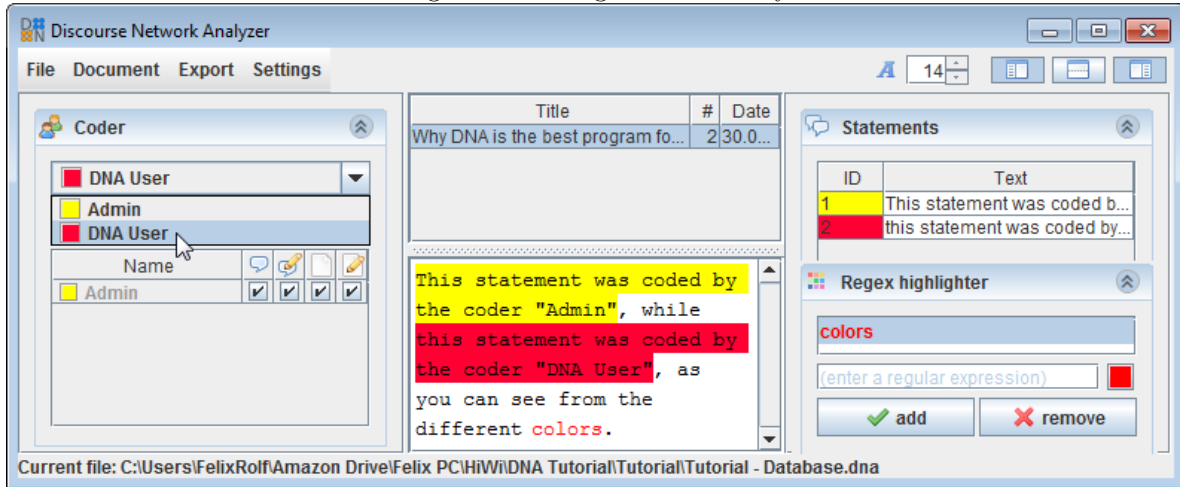 Discourse Network Analyzer
File Document Export Settings
A 14
Coder
DNA User
Admin
DNA User
Name
Admin
Title # Date
Why DNA is the best program fo... 2 30.0...
This statement was coded by
the coder "Admin", while
this statement was coded by
the coder "DNA User", as
you can see from the
different colors.
Statements
ID Text
1 This statement was coded b...
2 this statement was coded by...
Regex highlighter
colors
(enter a regular expression)
add remove
Current file: C:\Users\FelixRolf\Amazon Drive\Felix PC\HiWi\DNA Tutorial\Tutorial\Tutorial - Database.dna